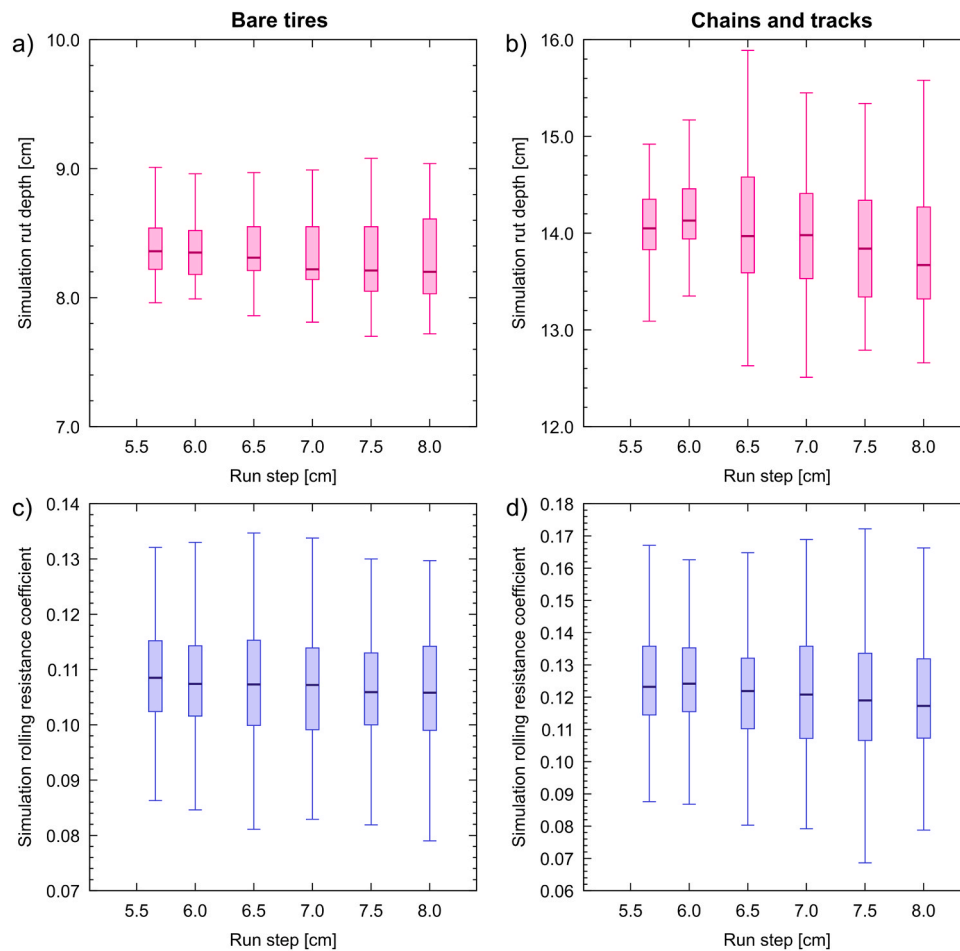 Bare tires
Chains and tracks
a)
10.0
9.0
8.0
7.0
Simulation rut depth [cm]
5.5 6.0 6.5 7.0 7.5 8.0
Run step [cm]
b)
16.0
15.0
14.0
13.0
12.0
Simulation rut depth [cm]
5.5 6.0 6.5 7.0 7.5 8.0
Run step [cm]
c)
0.14
0.13
0.12
0.11
0.10
0.09
0.08
0.07
Simulation rolling resistance coefficient
5.5 6.0 6.5 7.0 7.5 8.0
Run step [cm]
d)
0.18
0.17
0.16
0.15
0.14
0.13
0.12
0.11
0.10
0.09
0.08
0.07
0.06
Simulation rolling resistance coefficient
5.5 6.0 6.5 7.0 7.5 8.0
Run step [cm]